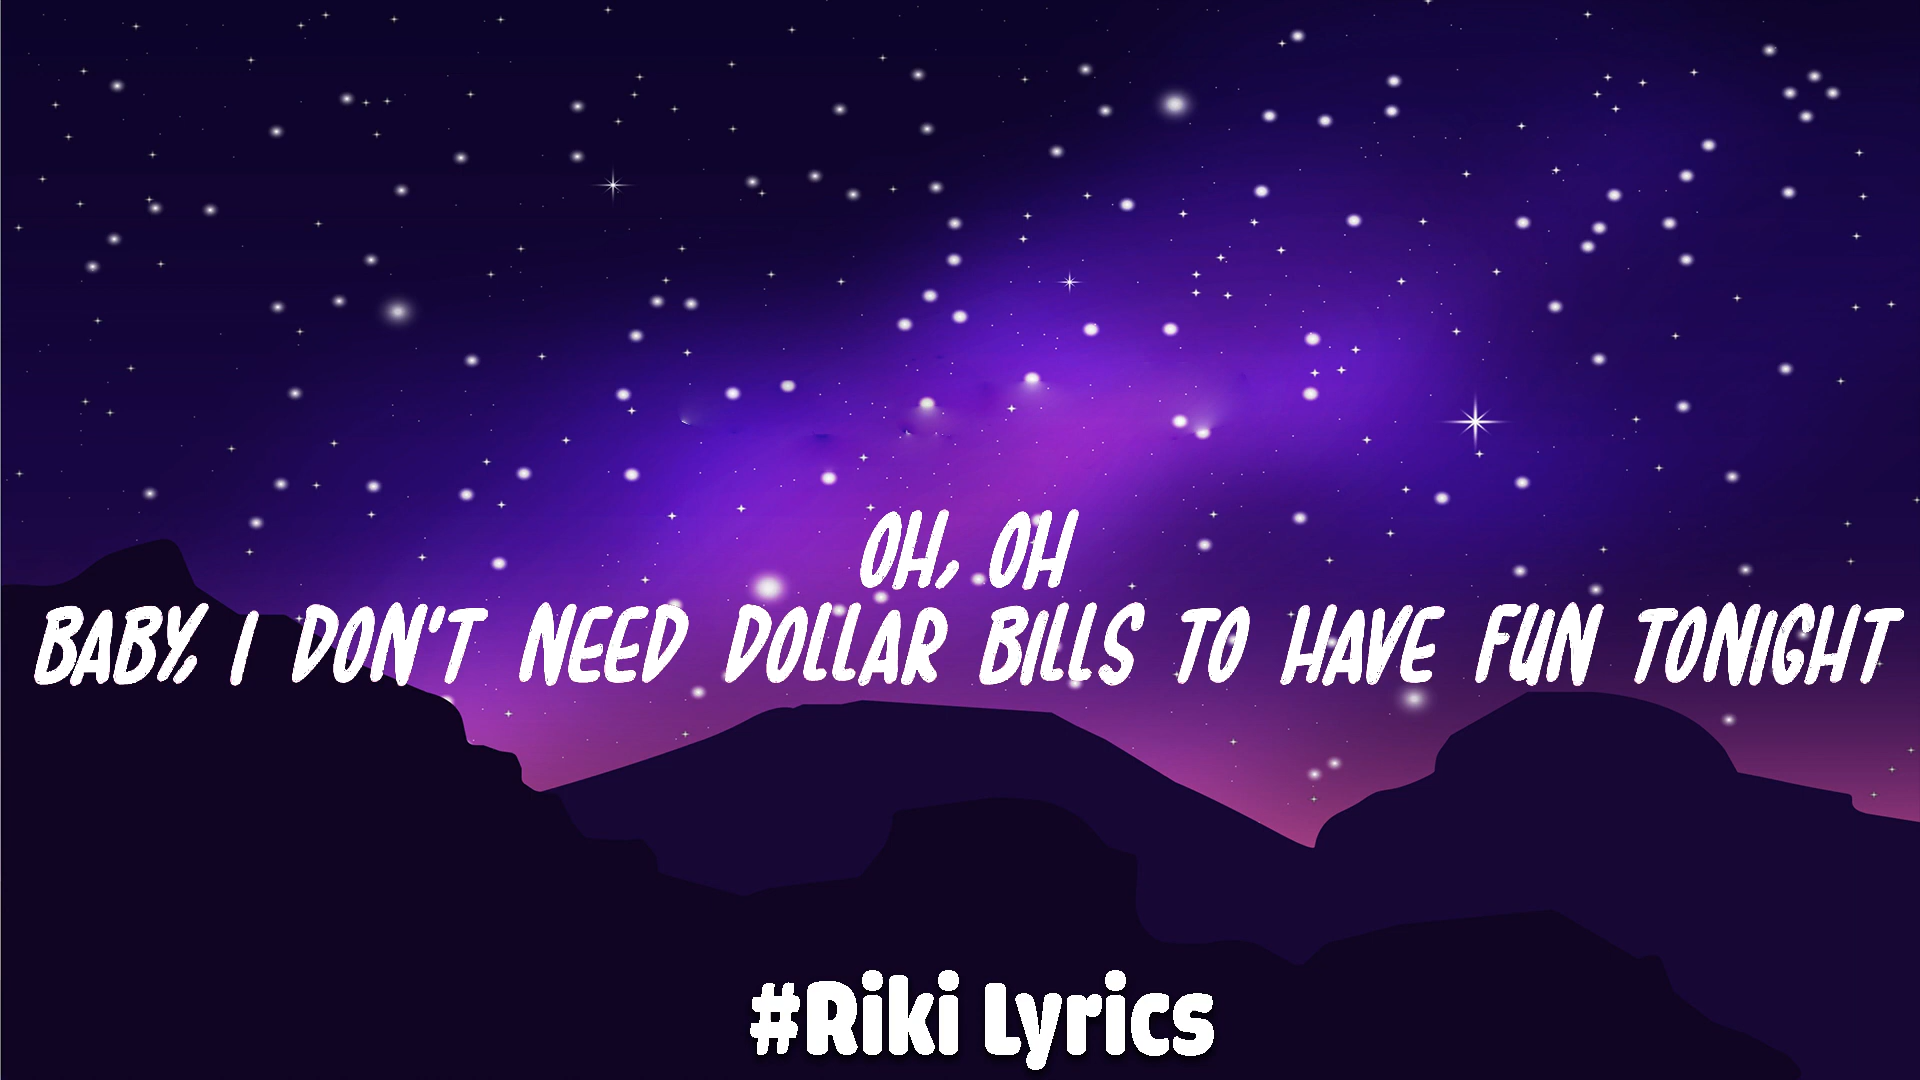 OH, OH
BABY, I DON'T NEED DOLLAR BILLS TO HAVE FUN TONIGHT
#Riki Lyrics